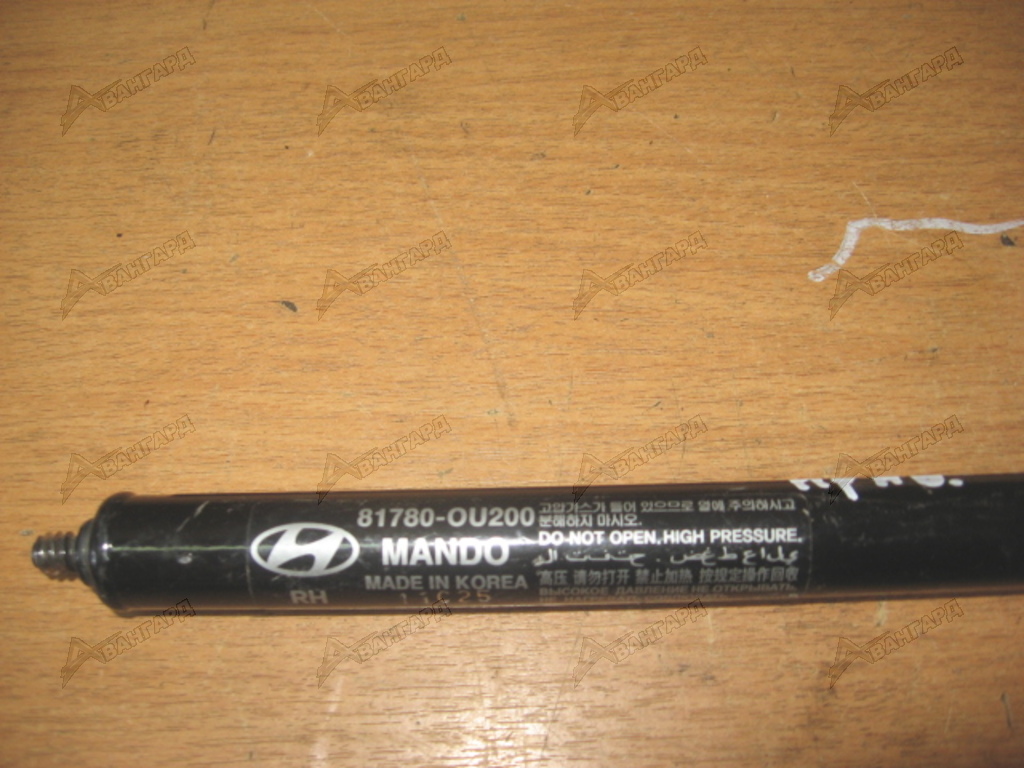 АВАНГАРД
81780-0U200
MANDO
MADE IN KOREA
RH
11C25
고압가스가 들어 있으므로 열에 주의하시고
분해하지 마시오.
DO NOT OPEN, HIGH PRESSURE.
高压 请勿打开 禁止加热 按规定操作回收
ВЫСОКОЕ ДАВЛЕНИЕ НЕ ОТКРЫВАТЬ